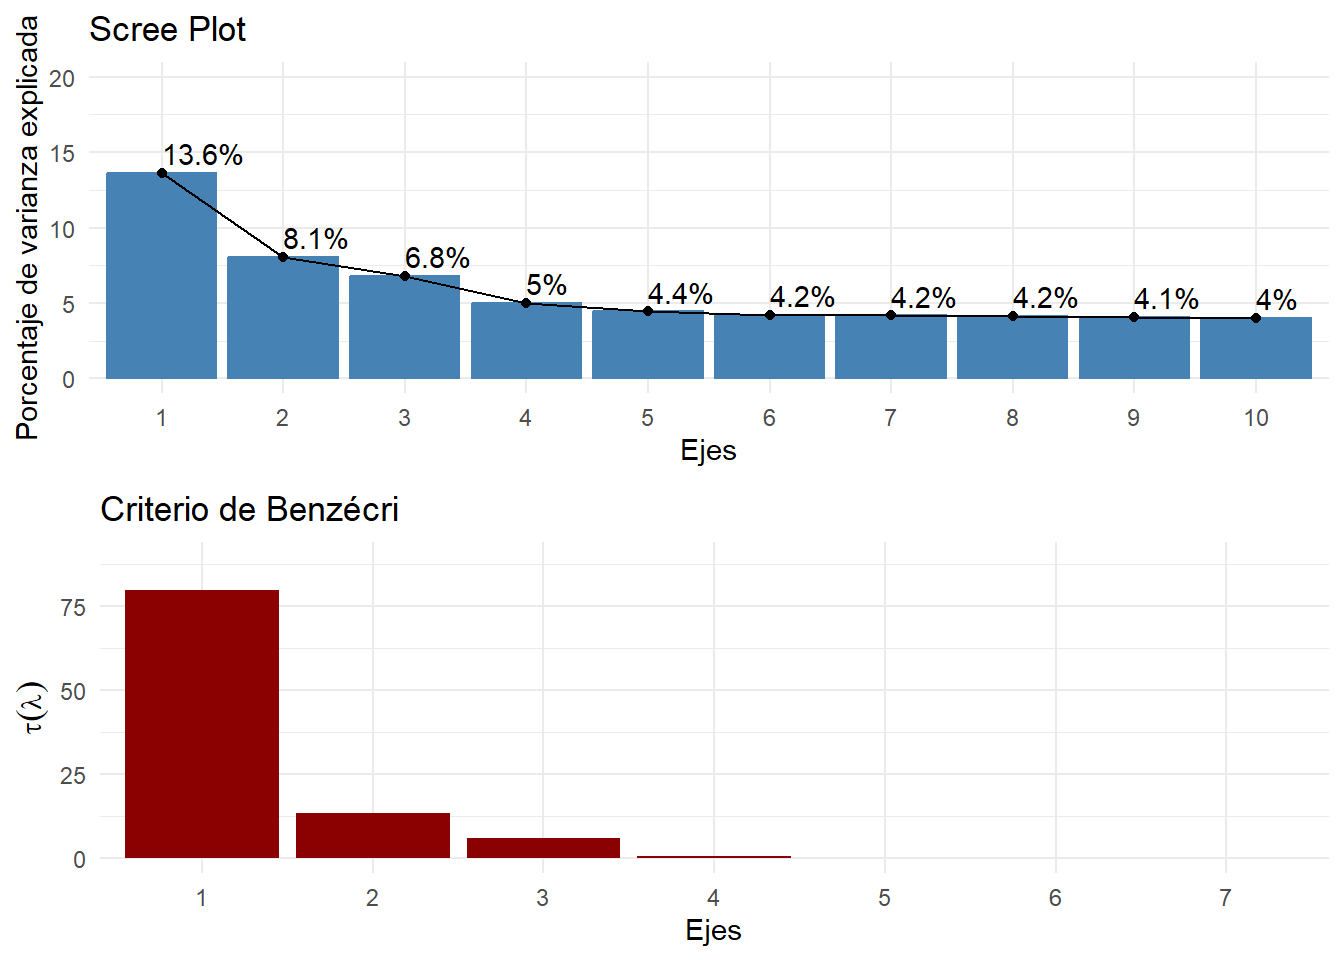 Scree Plot
Porcentaje de varianza explicada
20
15
10
5
0
13.6%
8.1%
6.8%
5%
4.4%
4.2%
4.2%
4.2%
4.1%
4%
1 2 3 4 5 6 7 8 9 10
Ejes
Criterio de Benzécri
τ(λ)
75
50
25
0
1 2 3 4 5 6 7
Ejes